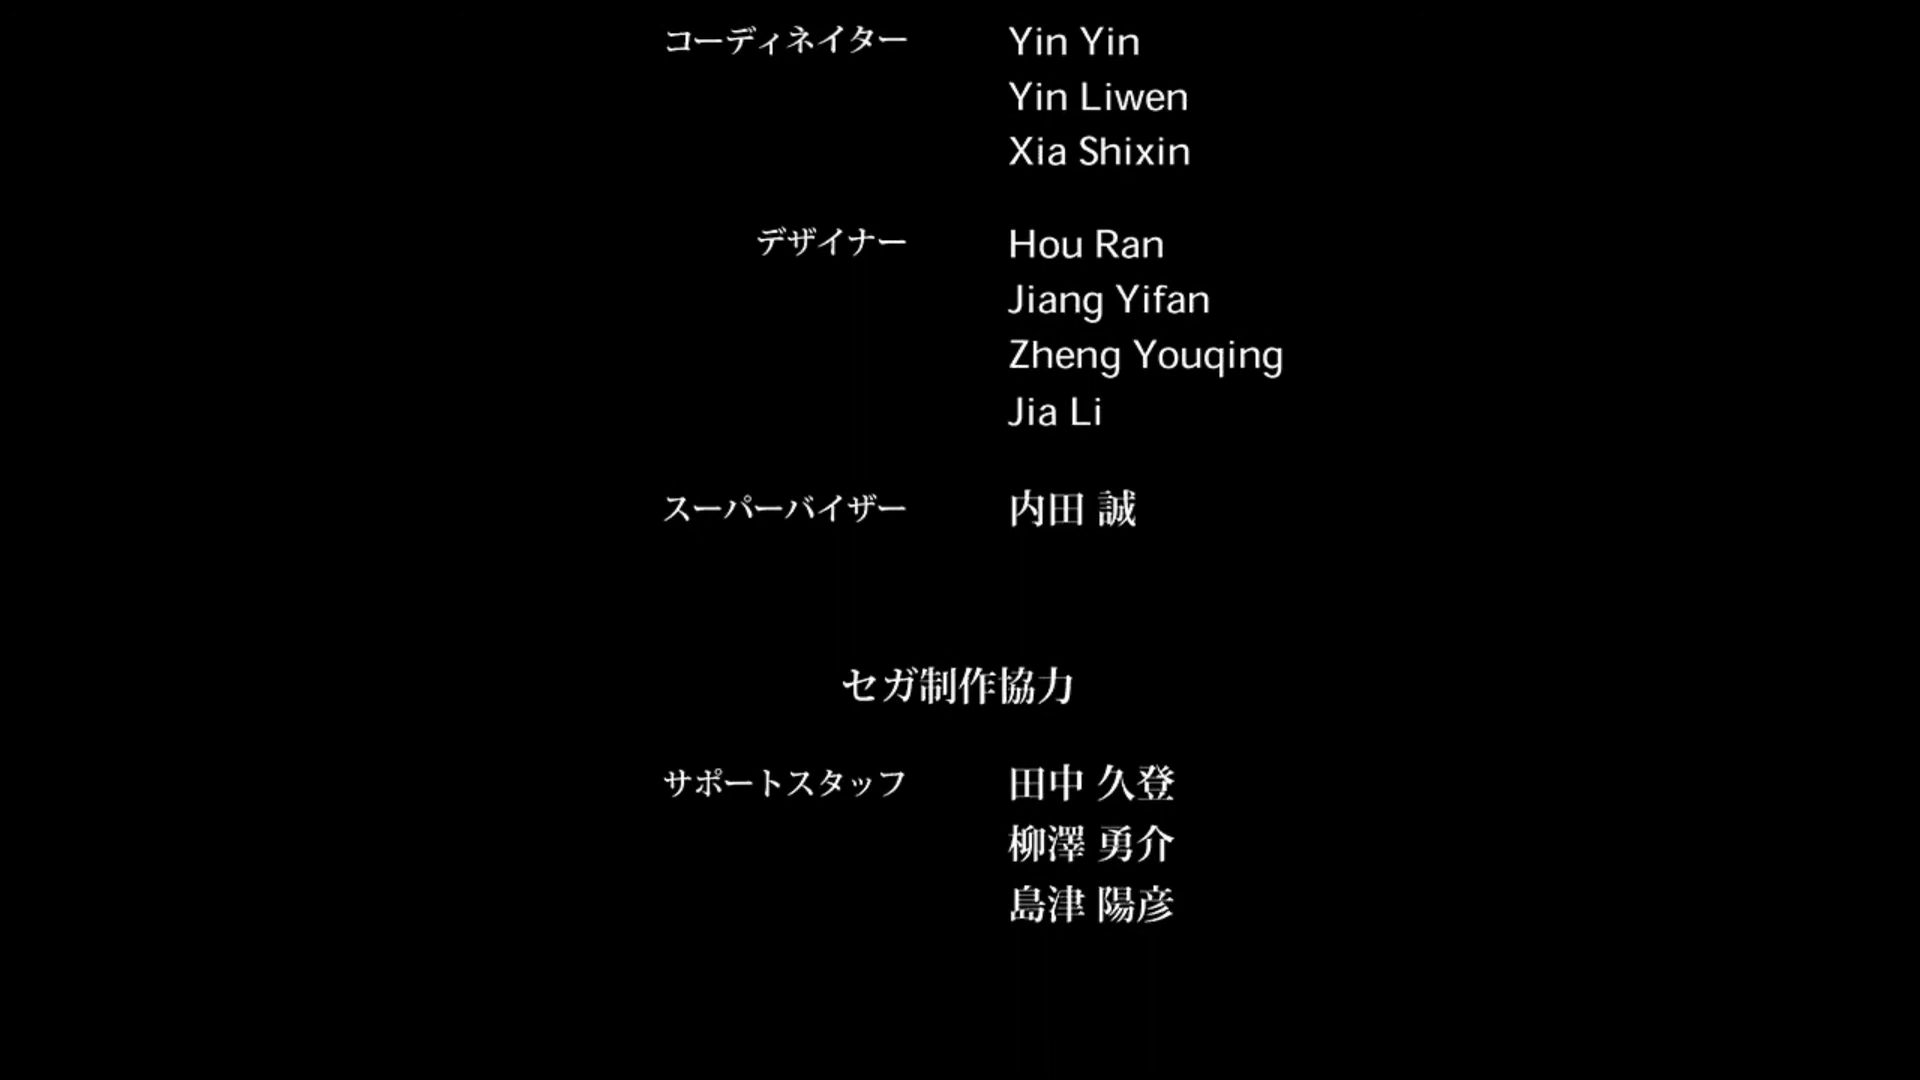 コーディネイター Yin Yin
Yin Liwen
Xia Shixin
デザイナー Hou Ran
Jiang Yifan
Zheng Youqing
Jia Li
スーパーバイザー 内田 誠
セガ制作協力
サポートスタッフ 田中 久登
柳澤 勇介
島津 陽彦